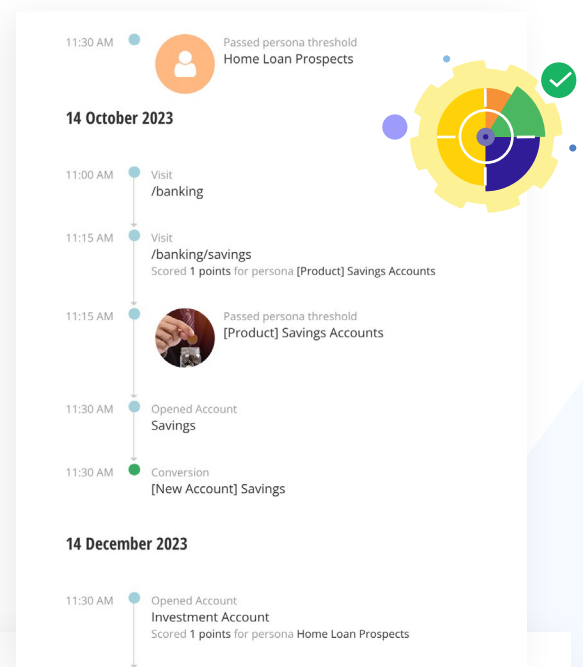 11:30 AM
Passed persona threshold
Home Loan Prospects
14 October 2023
11:00 AM
Visit
/banking
11:15 AM
Visit
/banking/savings
Scored 1 points for persona [Product] Savings Accounts
11:15 AM
Passed persona threshold
[Product] Savings Accounts
11:30 AM
Opened Account
Savings
11:30 AM
Conversion
[New Account] Savings
14 December 2023
11:30 AM
Opened Account
Investment Account
Scored 1 points for persona Home Loan Prospects